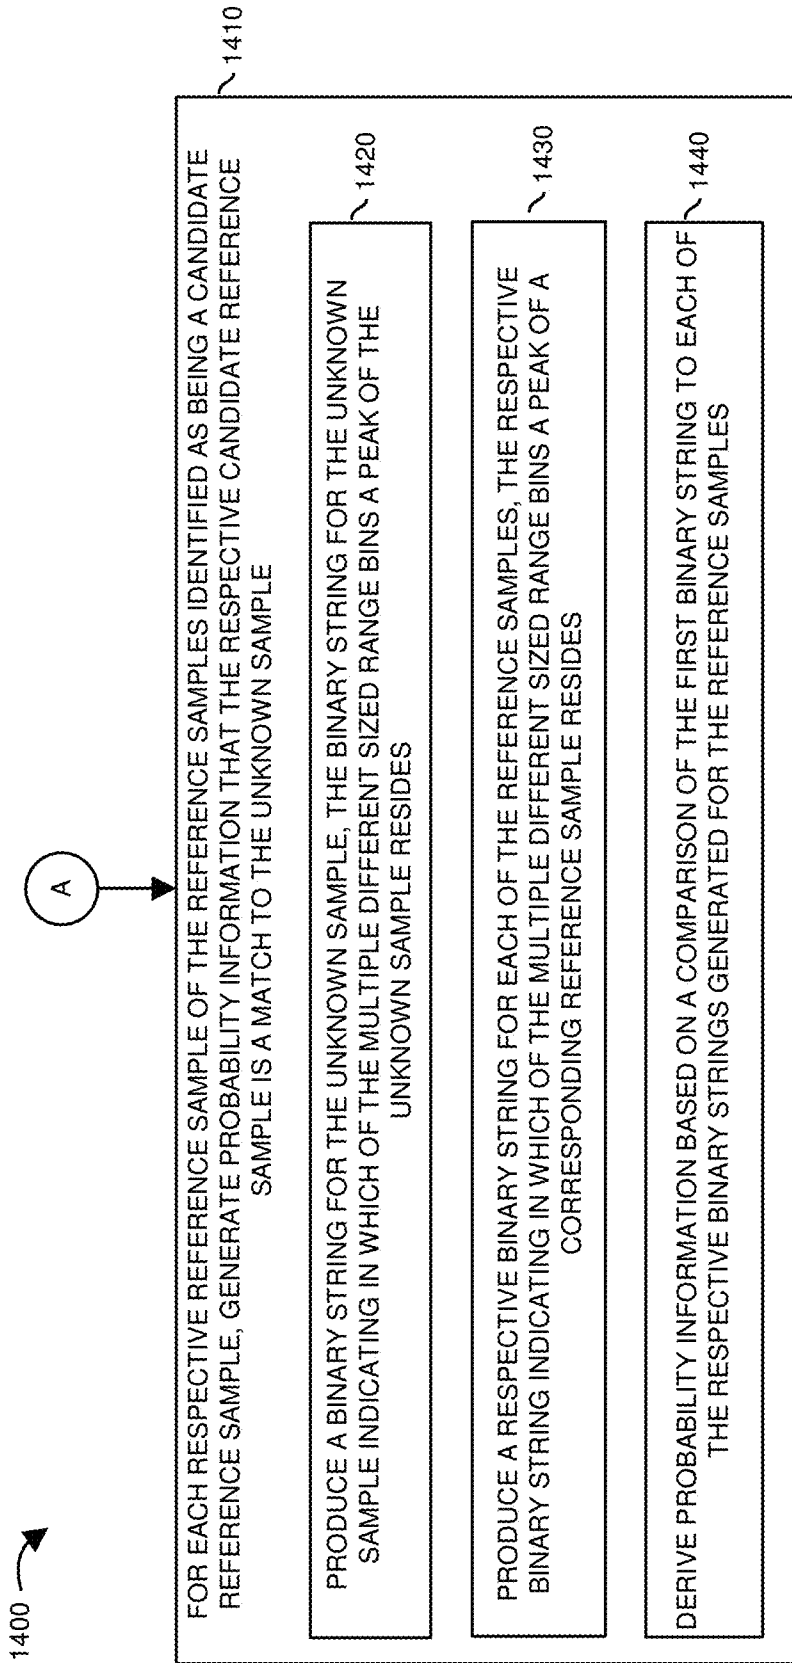 1400
A
1410
FOR EACH RESPECTIVE REFERENCE SAMPLE OF THE REFERENCE SAMPLES IDENTIFIED AS BEING A CANDIDATE
REFERENCE SAMPLE, GENERATE PROBABILITY INFORMATION THAT THE RESPECTIVE CANDIDATE REFERENCE
SAMPLE IS A MATCH TO THE UNKNOWN SAMPLE
1420
PRODUCE A BINARY STRING FOR THE UNKNOWN SAMPLE, THE BINARY STRING FOR THE UNKNOWN
SAMPLE INDICATING IN WHICH OF THE MULTIPLE DIFFERENT SIZED RANGE BINS A PEAK OF THE
UNKNOWN SAMPLE RESIDES
1430
PRODUCE A RESPECTIVE BINARY STRING FOR EACH OF THE REFERENCE SAMPLES, THE RESPECTIVE
BINARY STRING INDICATING IN WHICH OF THE MULTIPLE DIFFERENT SIZED RANGE BINS A PEAK OF A
CORRESPONDING REFERENCE SAMPLE RESIDES
1440
DERIVE PROBABILITY INFORMATION BASED ON A COMPARISON OF THE FIRST BINARY STRING TO EACH OF
THE RESPECTIVE BINARY STRINGS GENERATED FOR THE REFERENCE SAMPLES